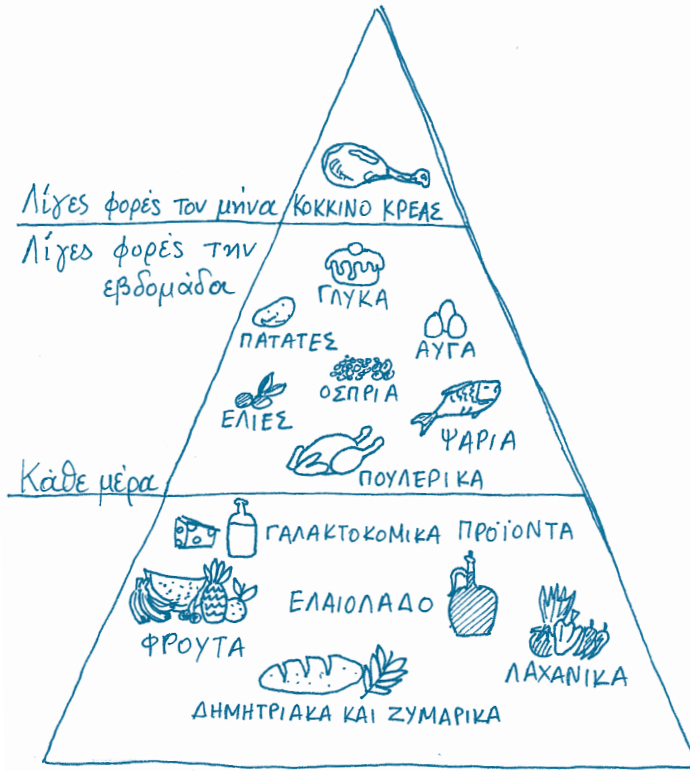 Λίγες φορές τον μήνα
ΚΟΚΚΙΝΟ ΚΡΕΑΣ
Λίγες φορές την
εβδομάδα
ΓΛΥΚΑ
ΠΑΤΑΤΕΣ
ΑΥΓΑ
ΟΣΠΡΙΑ
ΕΛΙΕΣ
ΨΑΡΙΑ
ΠΟΥΛΕΡΙΚΑ
Κάθε μέρα
ΓΑΛΑΚΤΟΚΟΜΙΚΑ ΠΡΟΪΟΝΤΑ
ΕΛΑΙΟΛΑΔΟ
ΦΡΟΥΤΑ
ΛΑΧΑΝΙΚΑ
ΔΗΜΗΤΡΙΑΚΑ ΚΑΙ ΖΥΜΑΡΙΚΑ